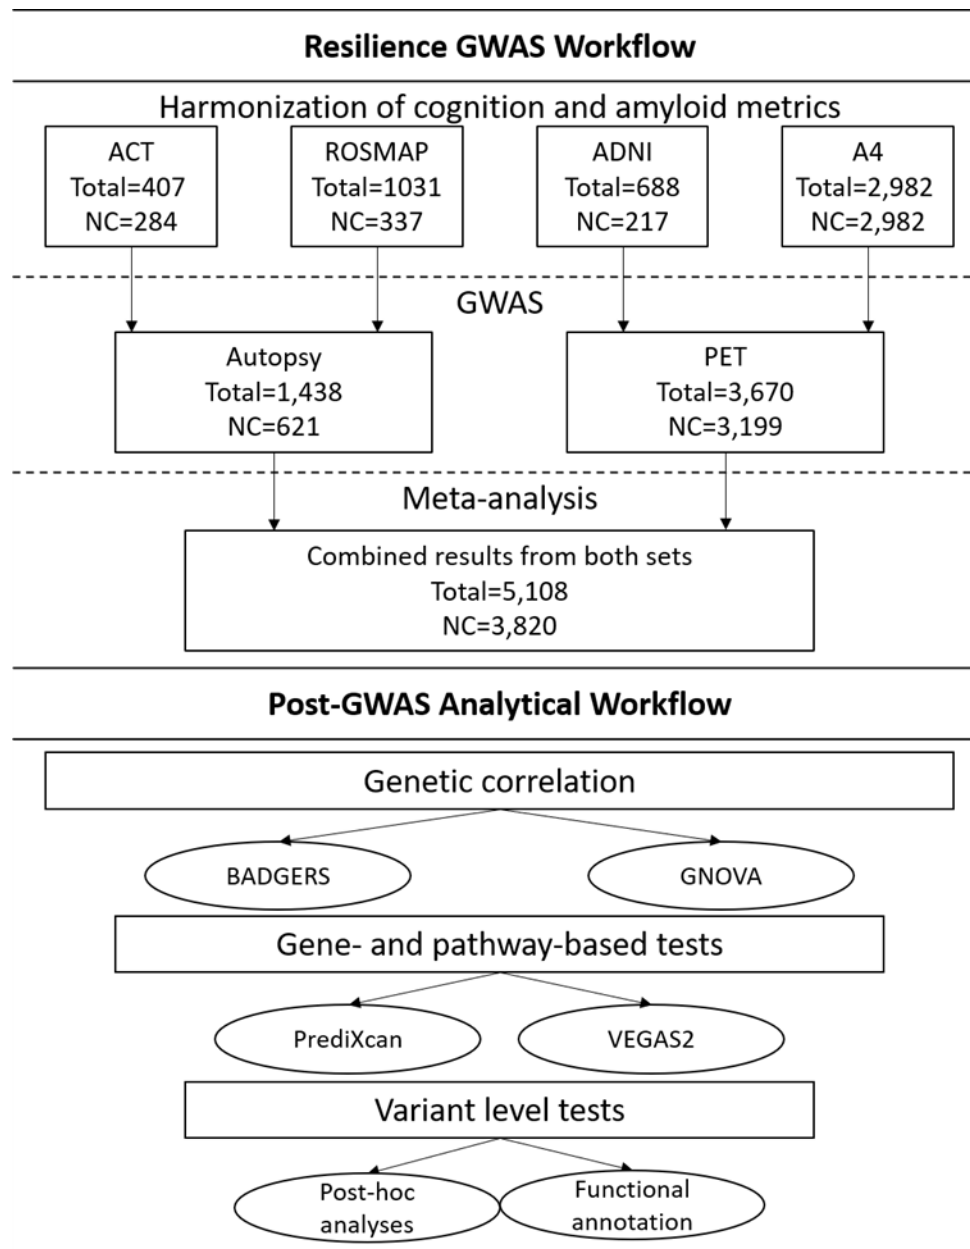 Resilience GWAS Workflow
Harmonization of cognition and amyloid metrics
ACT
Total=407
NC=284
ROSMAP
Total=1031
NC=337
ADNI
Total=688
NC=217
A4
Total=2,982
NC=2,982
GWAS
Autopsy
Total=1,438
NC=621
PET
Total=3,670
NC=3,199
Meta-analysis
Combined results from both sets
Total=5,108
NC=3,820
Post-GWAS Analytical Workflow
Genetic correlation
BADGERS
GNOVA
Gene- and pathway-based tests
PrediXcan
VEGAS2
Variant level tests
Post-hoc
analyses
Functional
annotation